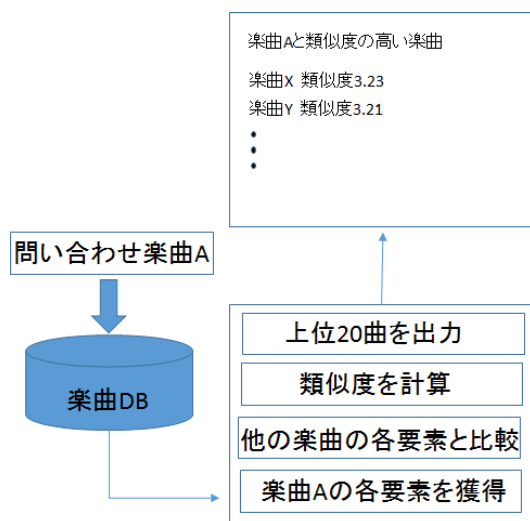 楽曲Aと類似度の高い楽曲
楽曲X 類似度3.23
楽曲Y 類似度3.21
問い合わせ楽曲A
楽曲DB
上位20曲を出力
類似度を計算
他の楽曲の各要素と比較
楽曲Aの各要素を獲得